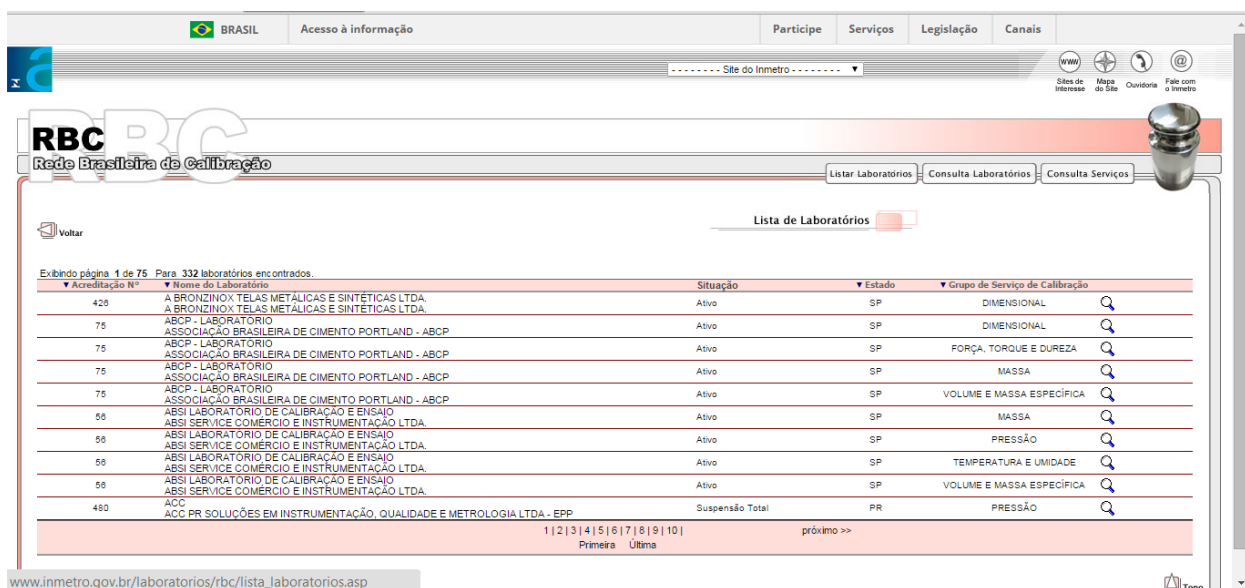 BRASIL Acesso à informação Participe Serviços Legislação Canais
- - - - - - - - Site do Inmetro - - - - - - - -
www
@
Sites de Interesse Mapa do Site Ouvidoria Fale com o Inmetro
RBC
Rede Brasileira de Calibração
Listar Laboratórios Consulta Laboratórios Consulta Serviços
Voltar
Lista de Laboratórios
Exibindo página 1 de 75 Para 332 laboratórios encontrados.
Acreditação Nº Nome do Laboratório Situação Estado Grupo de Serviço de Calibração
A BRONZINOX TELAS METÁLICAS E SINTÉTICAS LTDA.
426 Ativo SP DIMENSIONAL
A BRONZINOX TELAS METÁLICAS E SINTÉTICAS LTDA.
ABCP - LABORATÓRIO
75 Ativo SP DIMENSIONAL
ASSOCIAÇÃO BRASILEIRA DE CIMENTO PORTLAND - ABCP
ABCP - LABORATÓRIO
75 Ativo SP FORÇA, TORQUE E DUREZA
ASSOCIAÇÃO BRASILEIRA DE CIMENTO PORTLAND - ABCP
ABCP - LABORATÓRIO
75 Ativo SP MASSA
ASSOCIAÇÃO BRASILEIRA DE CIMENTO PORTLAND - ABCP
ABCP - LABORATÓRIO
75 Ativo SP VOLUME E MASSA ESPECÍFICA
ASSOCIAÇÃO BRASILEIRA DE CIMENTO PORTLAND - ABCP
ABSI LABORATÓRIO DE CALIBRAÇÃO E ENSAIO
56 Ativo SP MASSA
ABSI SERVICE COMÉRCIO E INSTRUMENTAÇÃO LTDA.
ABSI LABORATÓRIO DE CALIBRAÇÃO E ENSAIO
56 Ativo SP PRESSÃO
ABSI SERVICE COMÉRCIO E INSTRUMENTAÇÃO LTDA.
ABSI LABORATÓRIO DE CALIBRAÇÃO E ENSAIO
56 Ativo SP TEMPERATURA E UMIDADE
ABSI SERVICE COMÉRCIO E INSTRUMENTAÇÃO LTDA.
ABSI LABORATÓRIO DE CALIBRAÇÃO E ENSAIO
56 Ativo SP VOLUME E MASSA ESPECÍFICA
ABSI SERVICE COMÉRCIO E INSTRUMENTAÇÃO LTDA.
ACC
480 Suspensão Total PR PRESSÃO
ACC PR SOLUÇÕES EM INSTRUMENTAÇÃO, QUALIDADE E METROLOGIA LTDA - EPP
1 | 2 | 3 | 4 | 5 | 6 | 7 | 8 | 9 | 10 | próximo >>
Primeira Última
www.inmetro.gov.br/laboratorios/rbc/lista_laboratorios.asp
Topo